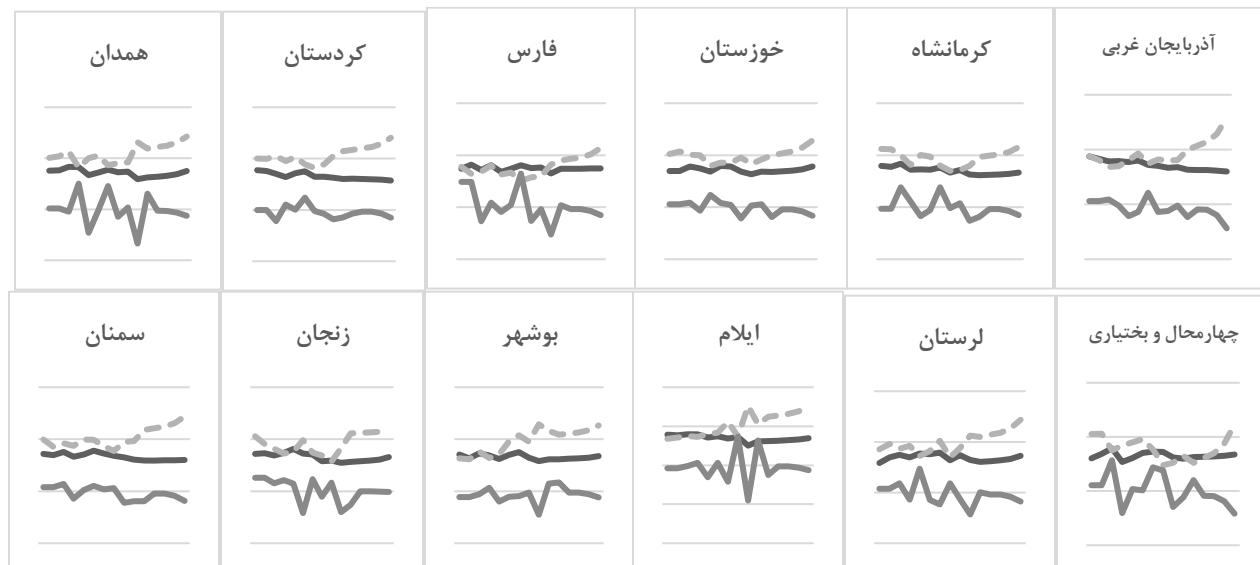 آذربایجان غربی
کرمانشاه
خوزستان
فارس
کردستان
همدان
چهارمحال و بختیاری
لرستان
ایلام
بوشهر
زنجان
سمنان